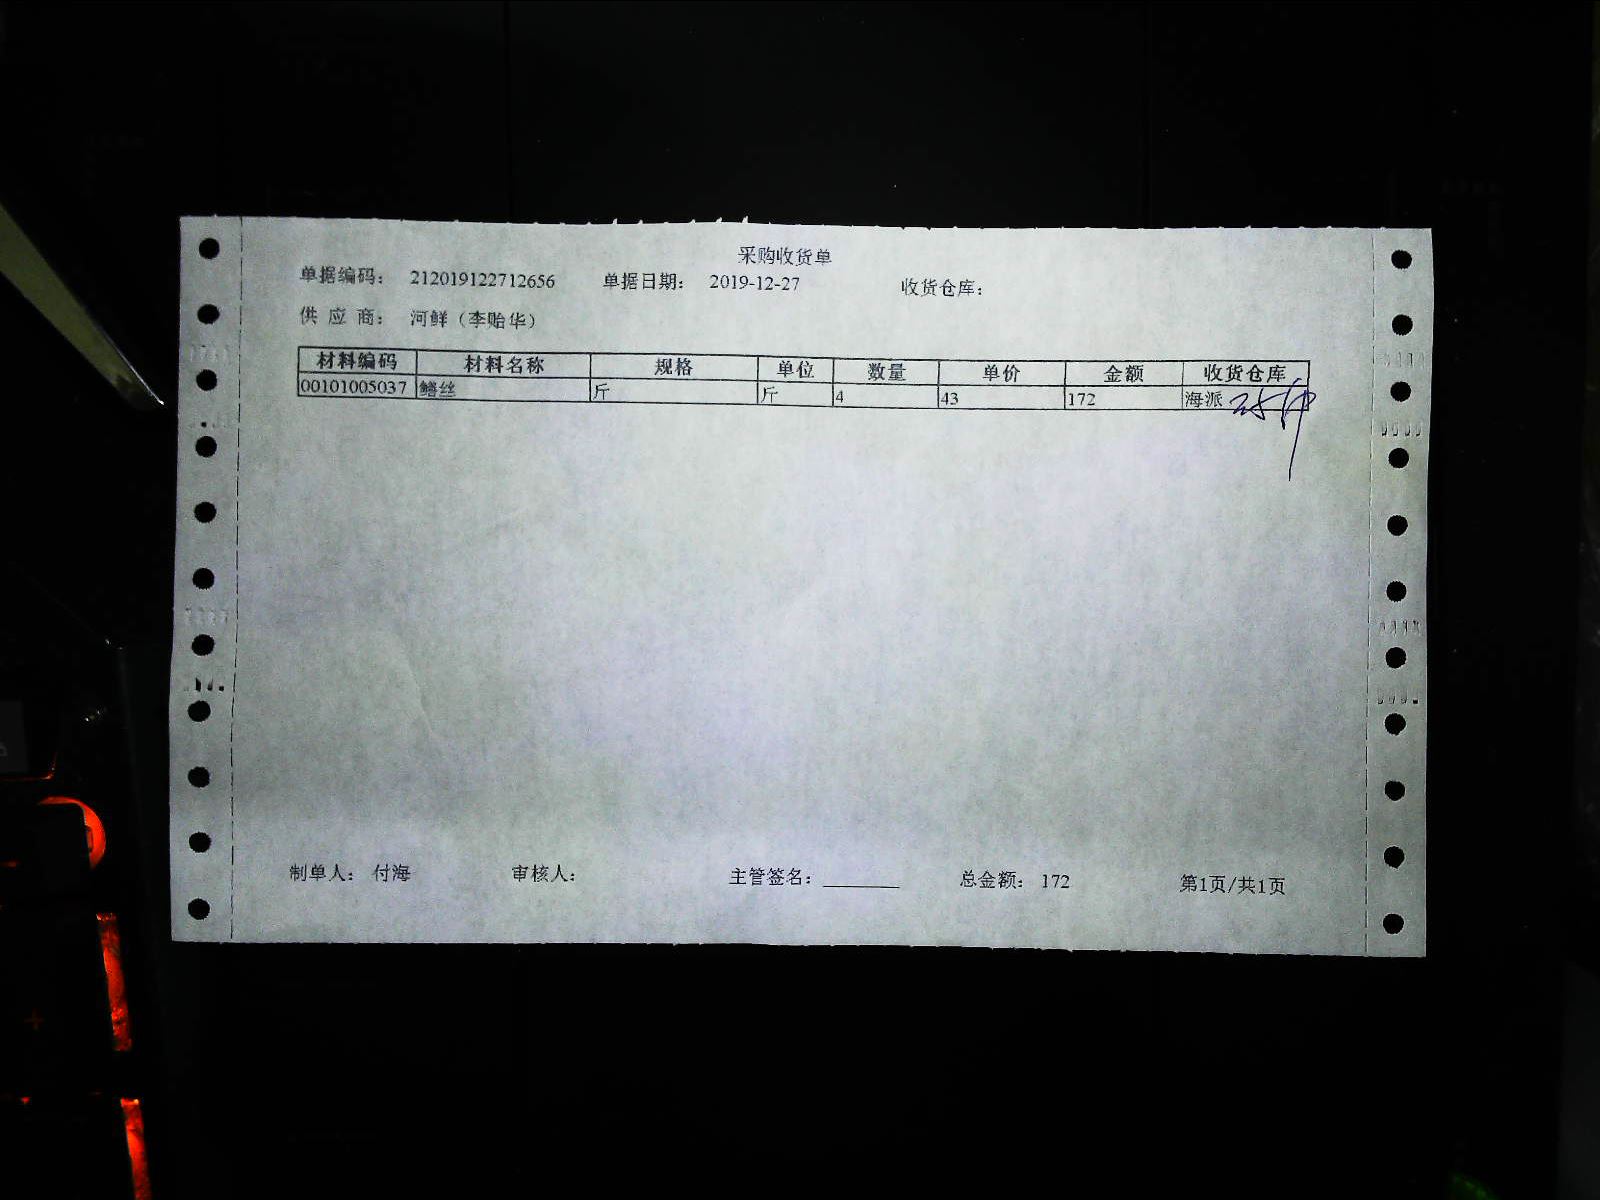 采购收货单
单据编码： 212019122712656 单据日期： 2019-12-27 收货仓库：
供 应 商： 河鲜（李贻华）
材料编码 材料名称 规格 单位 数量 单价 金额 收货仓库
00101005037 鳝丝 斤 斤 4 43 172 海派
制单人： 付海 审核人： 主管签名： 总金额： 172 第1页/共1页